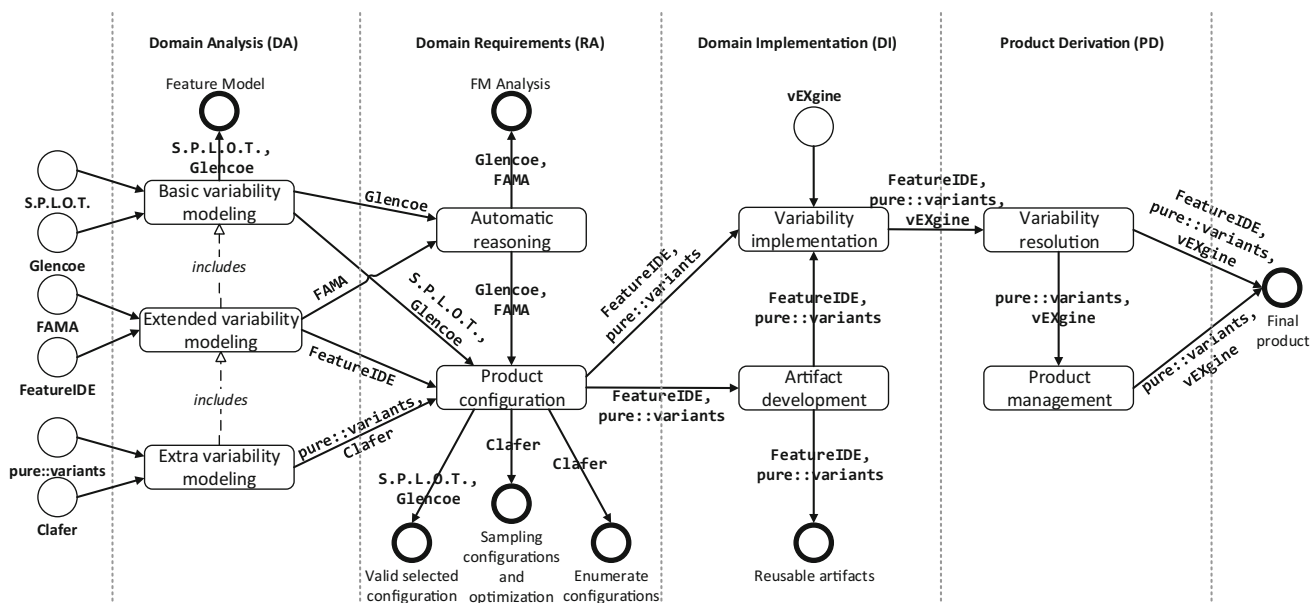 Domain Analysis (DA)
Domain Requirements (RA)
Domain Implementation (DI)
Product Derivation (PD)
Feature Model
S.P.L.O.T.,
Glencoe
S.P.L.O.T.
Glencoe
FAMA
FeatureIDE
pure::variants
Clafer
Basic variability
modeling
includes
Extended variability
modeling
includes
Extra variability
modeling
Glencoe
S.P.L.O.T.,
Glencoe
FAMA
FeatureIDE
pure::variants,
Clafer
FM Analysis
Glencoe,
FAMA
Automatic
reasoning
Glencoe,
FAMA
Product
configuration
S.P.L.O.T.,
Glencoe
Clafer
Clafer
Valid selected
configuration
Sampling
configurations
and
optimization
Enumerate
configurations
FeatureIDE,
pure::variants
FeatureIDE,
pure::variants
vEXgine
Variability
implementation
FeatureIDE,
pure::variants
Artifact
development
FeatureIDE,
pure::variants
Reusable artifacts
FeatureIDE,
pure::variants,
vEXgine
Variability
resolution
pure::variants,
vEXgine
Product
management
FeatureIDE,
pure::variants,
vEXgine
pure::variants,
vEXgine
Final
product